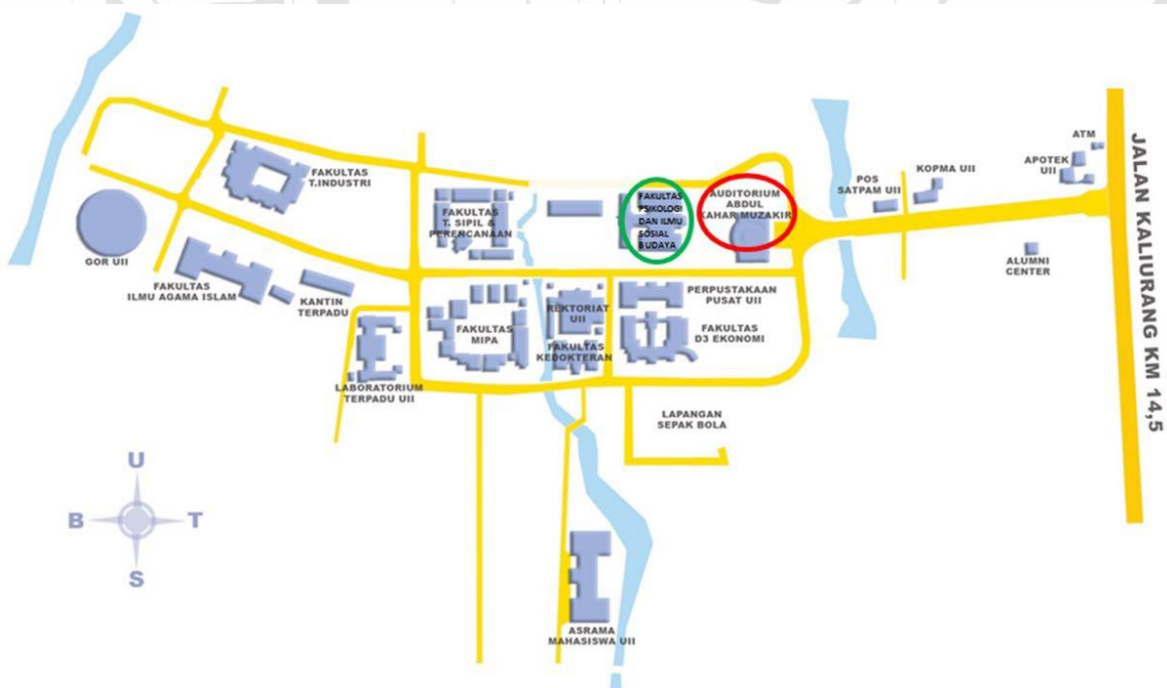 FAKULTAS
T.INDUSTRI
FAKULTAS
T. SIPIL &
PERENCANAAN
FAKULTAS
PSIKOLOGI
DAN ILMU
SOSIAL
BUDAYA
AUDITORIUM
ABDUL
KAHAR MUZAKIR
POS
SATPAM UII
KOPMA UII
ATM
APOTEK
UII
JALAN KALIURANG KM 14,5
GOR UII
FAKULTAS
ILMU AGAMA ISLAM
KANTIN
TERPADU
ALUMNI
CENTER
FAKULTAS
MIPA
REKTORIAT
UII
FAKULTAS
KEDOKTERAN
PERPUSTAKAAN
PUSAT UII
FAKULTAS
D3 EKONOMI
LABORATORIUM
TERPADU UII
LAPANGAN
SEPAK BOLA
U
B
T
S
ASRAMA
MAHASISWA UII